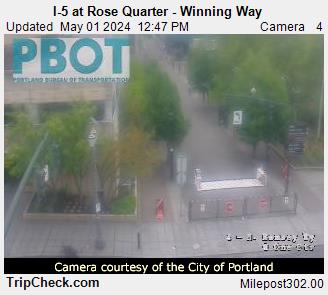 I-5 at Rose Quarter - Winning Way
Updated May 01 2024 12:47 PM Camera 4
PBOT
PORTLAND BUREAU OF TRANSPORTATION
Camera courtesy of the City of Portland
TripCheck.com Milepost302.00